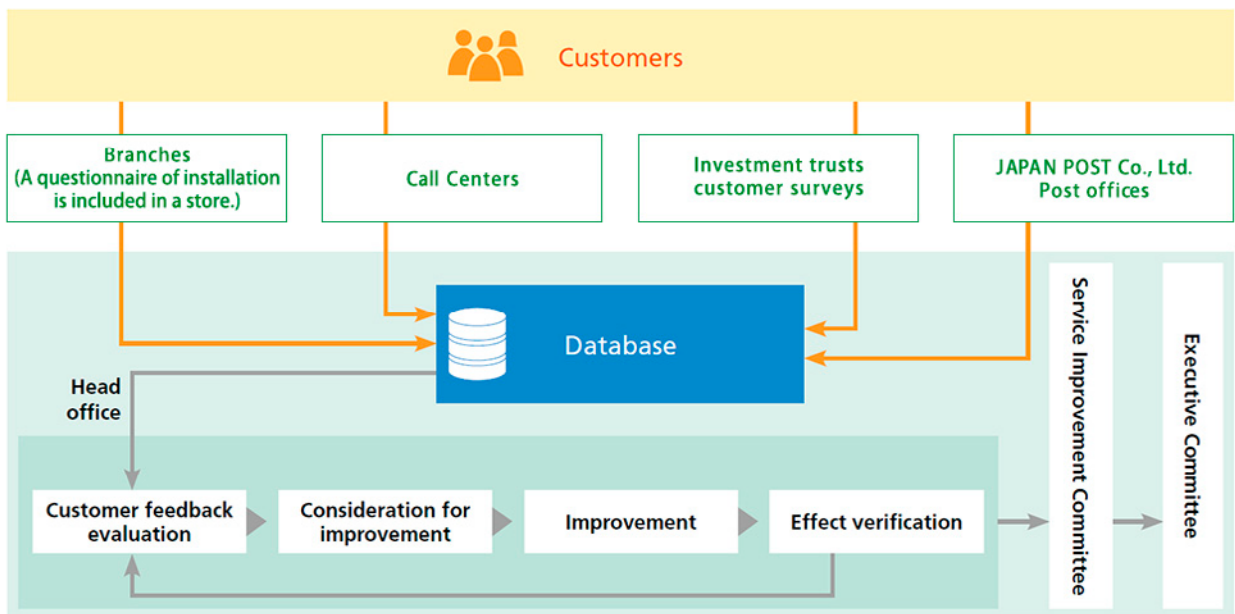 Customers
Branches
(A questionnaire of installation
is included in a store.)
Call Centers
Investment trusts
customer surveys
JAPAN POST Co., Ltd.
Post offices
Database
Head
office
Customer feedback
evaluation
Consideration for
improvement
Improvement
Effect verification
Service Improvement Committee
Executive Committee